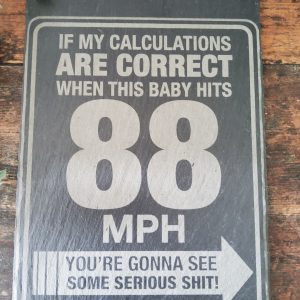 IF MY CALCULATIONS
ARE CORRECT
WHEN THIS BABY HITS
88
MPH
YOU'RE GONNA SEE
SOME SERIOUS SHIT!